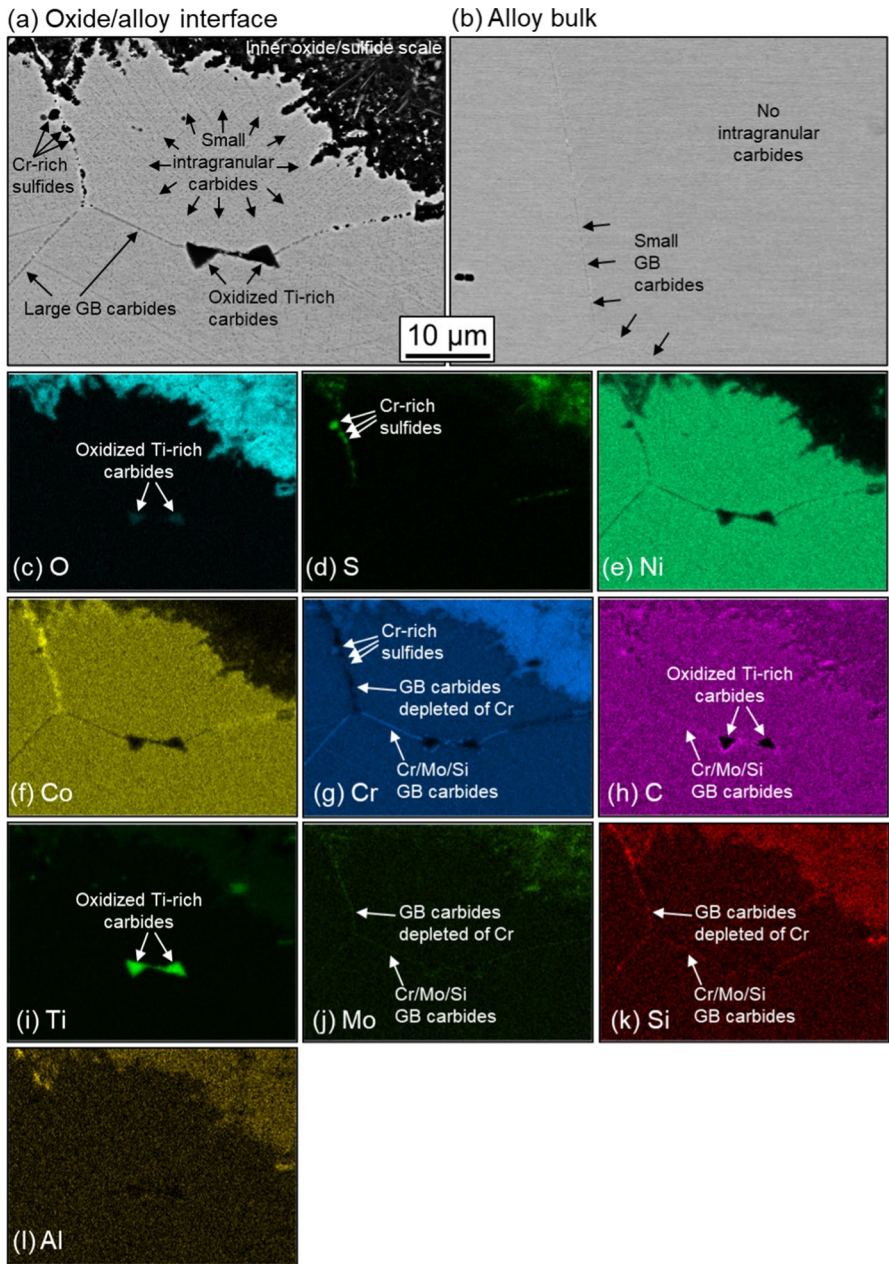 (a) Oxide/alloy interface
(b) Alloy bulk
Inner oxide/sulfide scale
Cr-rich
sulfides
Small
intragranular
carbides
Large GB carbides
Oxidized Ti-rich
carbides
No
intragranular
carbides
Small
GB
carbides
10 µm
Oxidized Ti-rich
carbides
(c) O
Cr-rich
sulfides
(d) S
(e) Ni
(f) Co
Cr-rich
sulfides
GB carbides
depleted of Cr
Cr/Mo/Si
GB carbides
(g) Cr
Oxidized Ti-rich
carbides
Cr/Mo/Si
GB carbides
(h) C
Oxidized Ti-rich
carbides
(i) Ti
GB carbides
depleted of Cr
Cr/Mo/Si
GB carbides
(j) Mo
GB carbides
depleted of Cr
Cr/Mo/Si
GB carbides
(k) Si
(l) Al